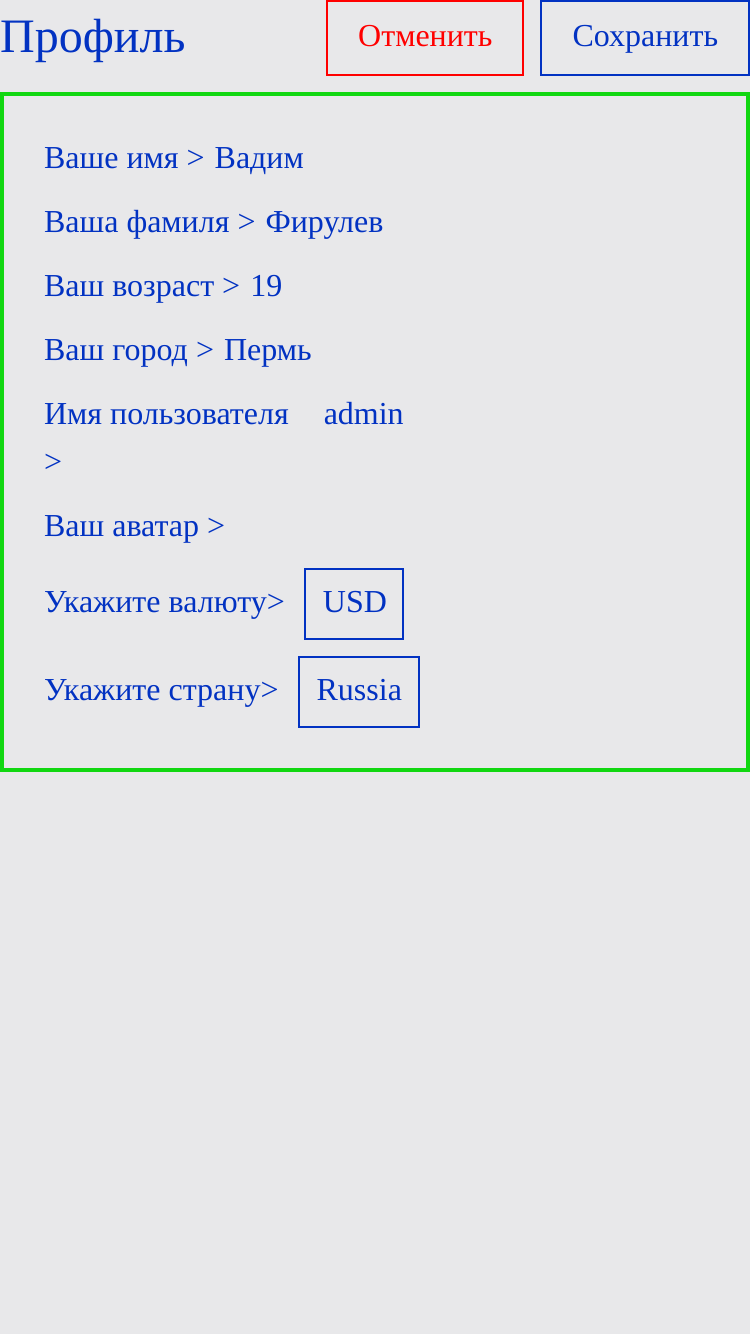 Профиль Отменить Сохранить
Ваше имя > Вадим
Ваша фамиля > Фирулев
Ваш возраст > 19
Ваш город > Пермь
Имя пользователя admin
>
Ваш аватар >
Укажите валюту> USD
Укажите страну> Russia